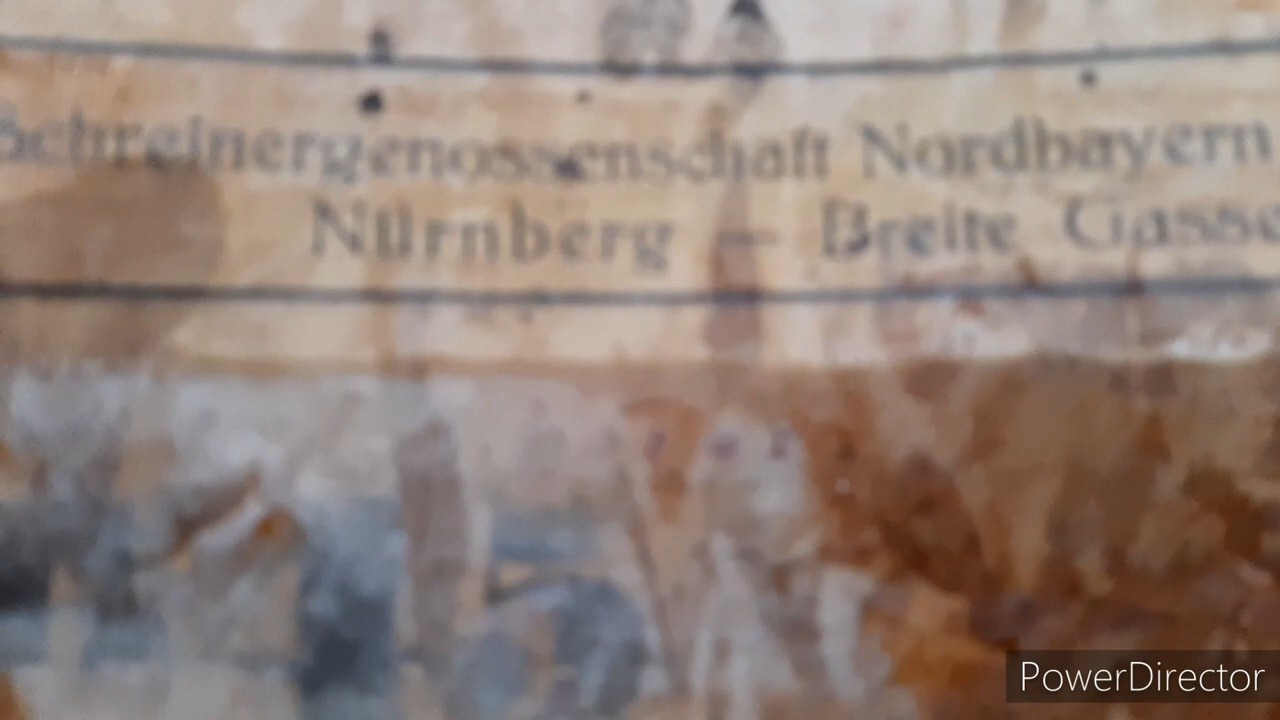 Schreinergenossenschaft Nordbayern
Nürnberg — Breite Gasse
PowerDirector